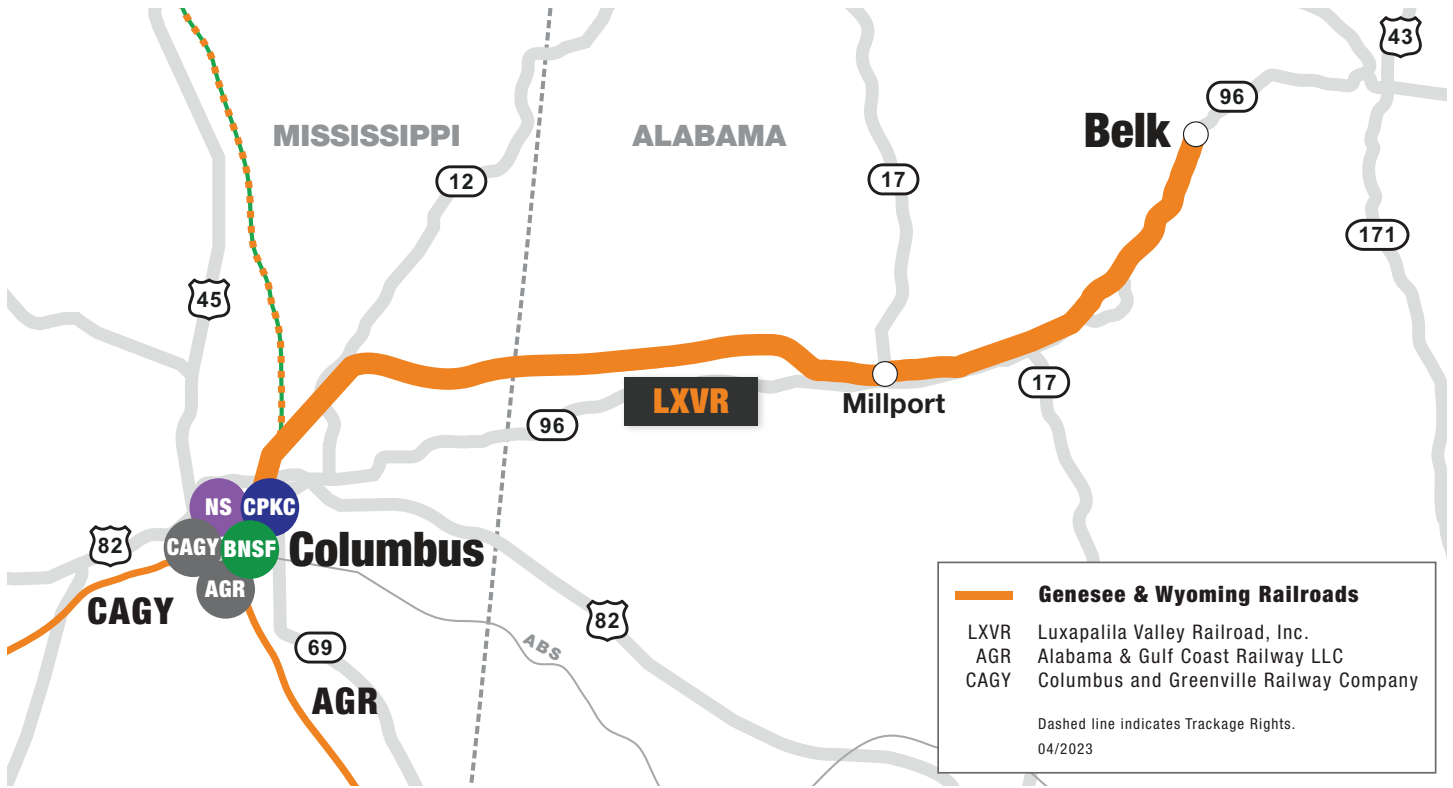 43
96
Belk
MISSISSIPPI
ALABAMA
12
17
171
45
LXVR
Millport
17
96
NS
CPKC
82
CAGY
BNSF
Columbus
AGR
CAGY
82
ABS
69
AGR
Genesee & Wyoming Railroads
LXVR Luxapalila Valley Railroad, Inc.
AGR Alabama & Gulf Coast Railway LLC
CAGY Columbus and Greenville Railway Company
Dashed line indicates Trackage Rights.
04/2023